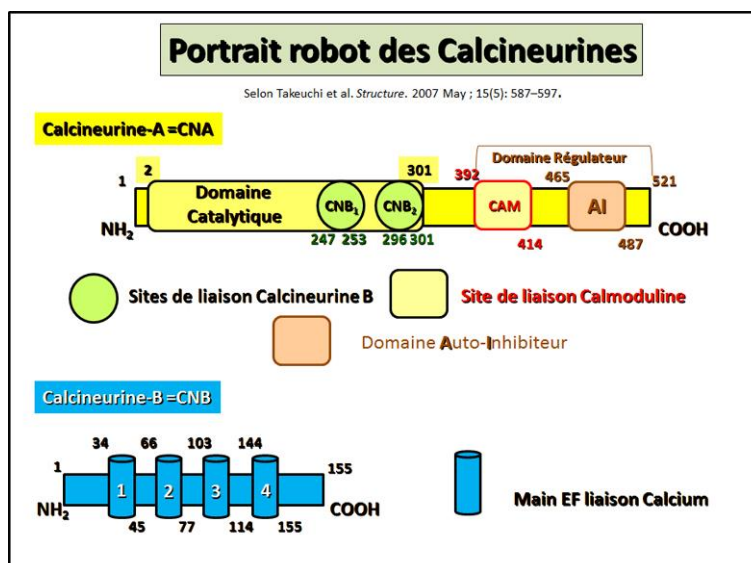 Portrait robot des Calcineurines
Selon Takeuchi et al. Structure. 2007 May ; 15(5): 587–597.
Calcineurine-A =CNA
Domaine Régulateur
1 2 301 392 465 521
Domaine
Catalytique
CNB1 CNB2 CAM AI
NH2 COOH
247 253 296 301 414 487
Sites de liaison Calcineurine B
Site de liaison Calmoduline
Domaine Auto-Inhibiteur
Calcineurine-B =CNB
34 66 103 144
1 155
1 2 3 4
NH2 COOH
45 77 114 155
Main EF liaison Calcium